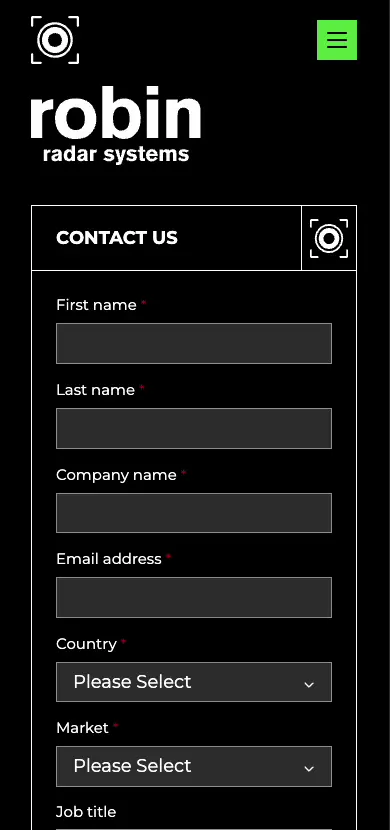 robin
radar systems
CONTACT US
First name *
Last name *
Company name *
Email address *
Country *
Please Select
Market *
Please Select
Job title